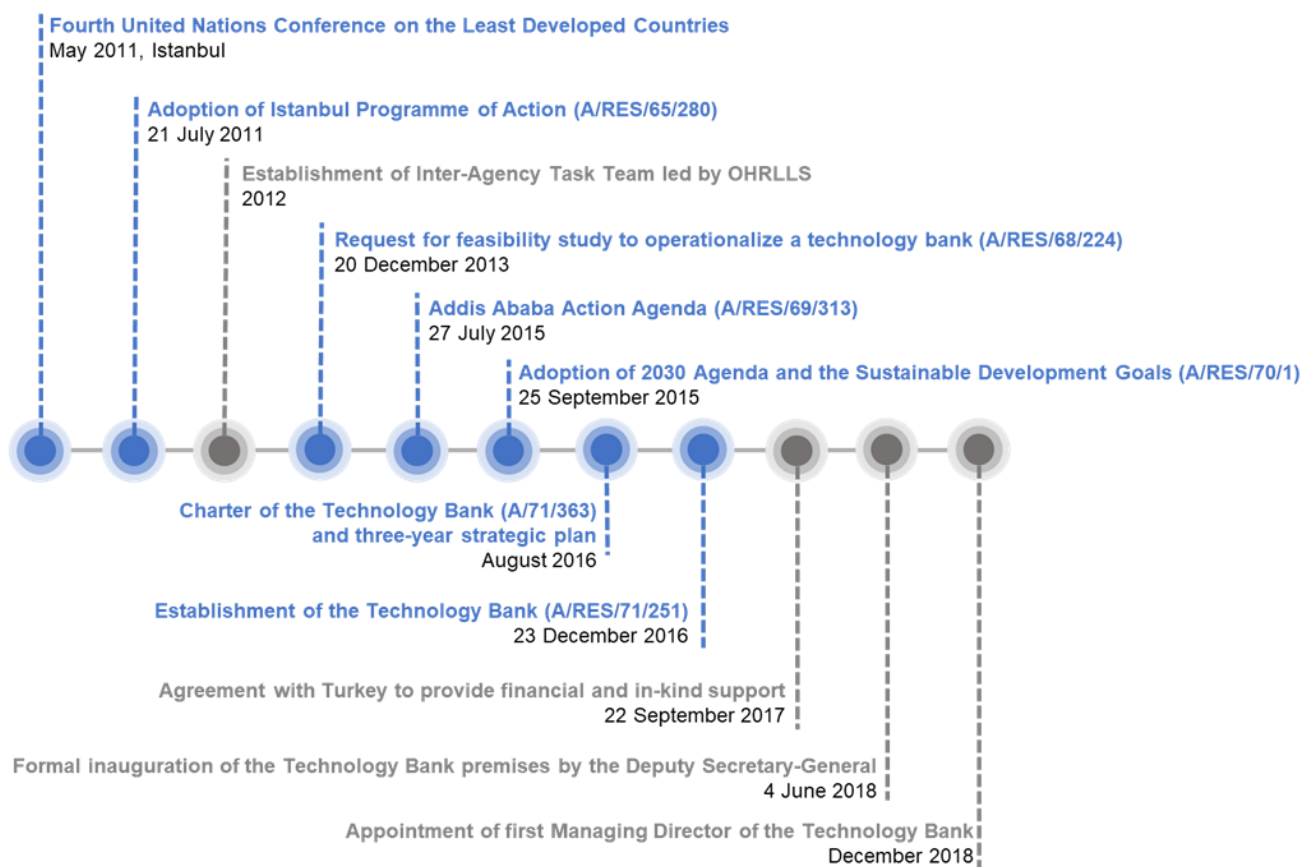 Fourth United Nations Conference on the Least Developed Countries
May 2011, Istanbul
Adoption of Istanbul Programme of Action (A/RES/65/280)
21 July 2011
Establishment of Inter-Agency Task Team led by OHRLLS
2012
Request for feasibility study to operationalize a technology bank (A/RES/68/224)
20 December 2013
Addis Ababa Action Agenda (A/RES/69/313)
27 July 2015
Adoption of 2030 Agenda and the Sustainable Development Goals (A/RES/70/1)
25 September 2015
Charter of the Technology Bank (A/71/363)
and three-year strategic plan
August 2016
Establishment of the Technology Bank (A/RES/71/251)
23 December 2016
Agreement with Turkey to provide financial and in-kind support
22 September 2017
Formal inauguration of the Technology Bank premises by the Deputy Secretary-General
4 June 2018
Appointment of first Managing Director of the Technology Bank
December 2018